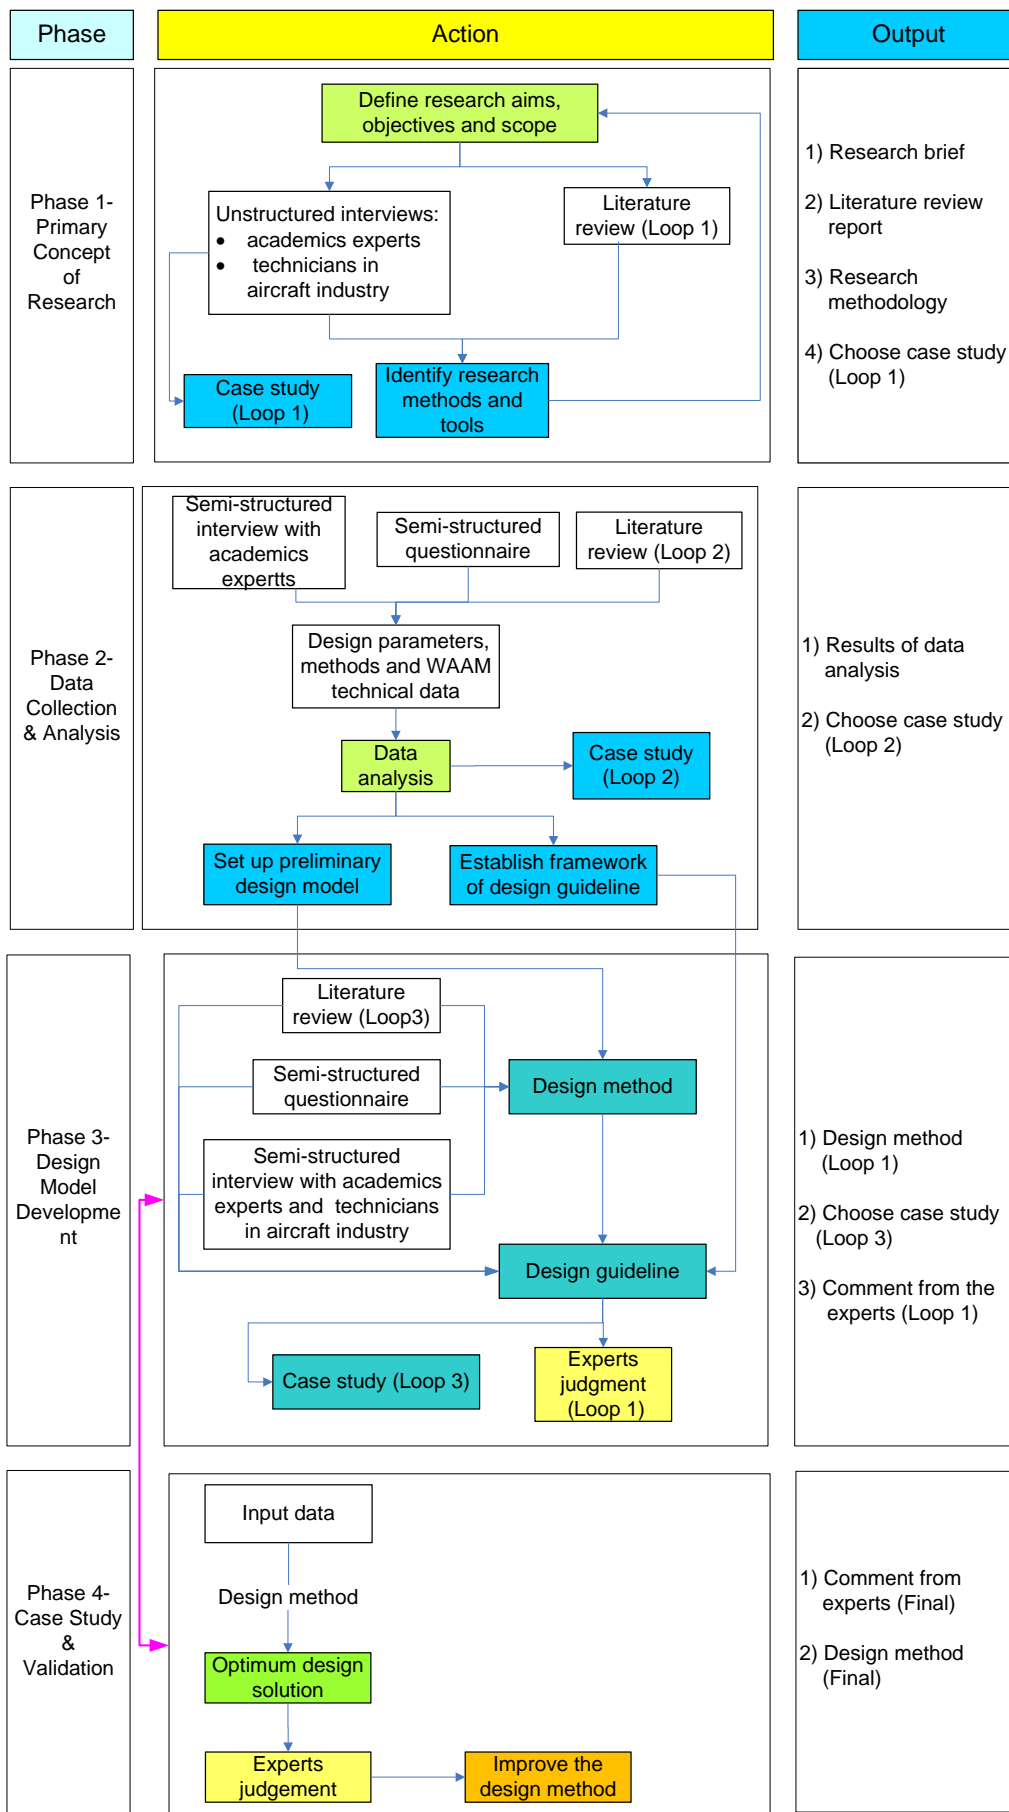 Phase
Action
Output
Phase 1-
Primary
Concept
of
Research
Define research aims,
objectives and scope
Unstructured interviews:
• academics experts
• technicians in
aircraft industry
Literature
review (Loop 1)
Case study
(Loop 1)
Identify research
methods and
tools
1) Research brief
2) Literature review
report
3) Research
methodology
4) Choose case study
(Loop 1)
Phase 2-
Data
Collection
& Analysis
Semi-structured
interview with
academics
expertts
Semi-structured
questionnaire
Literature
review (Loop 2)
Design parameters,
methods and WAAM
technical data
Data
analysis
Case study
(Loop 2)
Set up preliminary
design model
Establish framework
of design guideline
1) Results of data
analysis
2) Choose case study
(Loop 2)
Phase 3-
Design
Model
Developme
nt
Literature
review (Loop3)
Semi-structured
questionnaire
Semi-structured
interview with academics
experts and technicians
in aircraft industry
Design method
Design guideline
Case study (Loop 3)
Experts
judgment
(Loop 1)
1) Design method
(Loop 1)
2) Choose case study
(Loop 3)
3) Comment from the
experts (Loop 1)
Phase 4-
Case Study
&
Validation
Input data
Design method
Optimum design
solution
Experts
judgement
Improve the
design method
1) Comment from
experts (Final)
2) Design method
(Final)